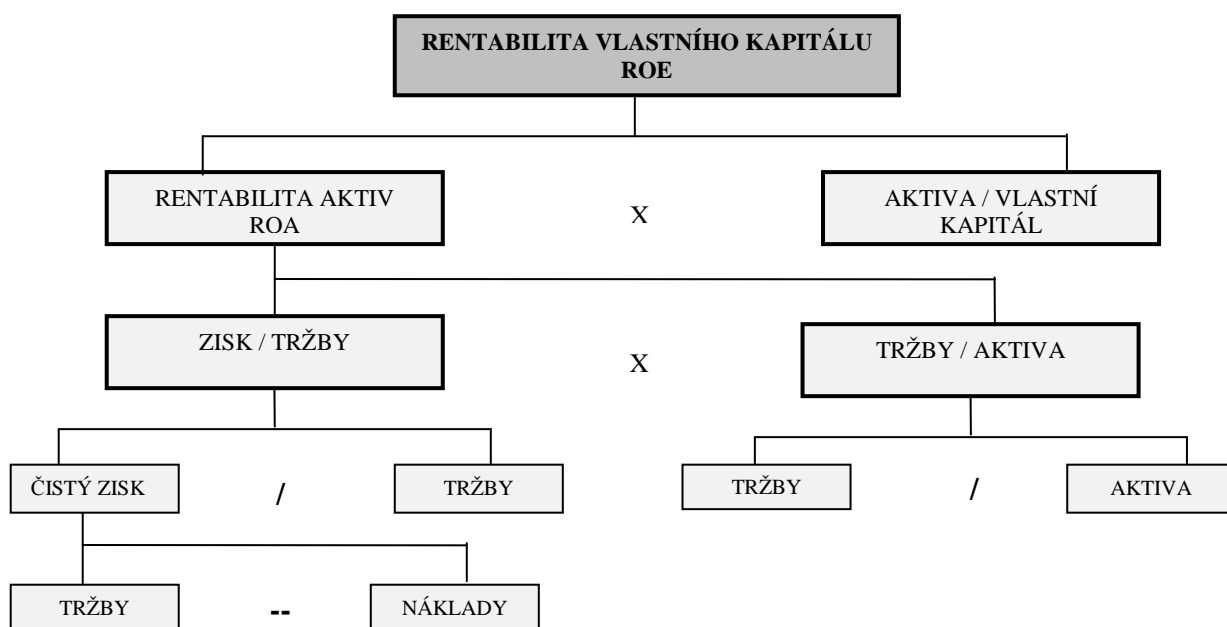 RENTABILITA VLASTNÍHO KAPITÁLU
ROE
RENTABILITA AKTIV
ROA
X
AKTIVA / VLASTNÍ
KAPITÁL
ZISK / TRŽBY
X
TRŽBY / AKTIVA
ČISTÝ ZISK
/
TRŽBY
TRŽBY
/
AKTIVA
TRŽBY
--
NÁKLADY